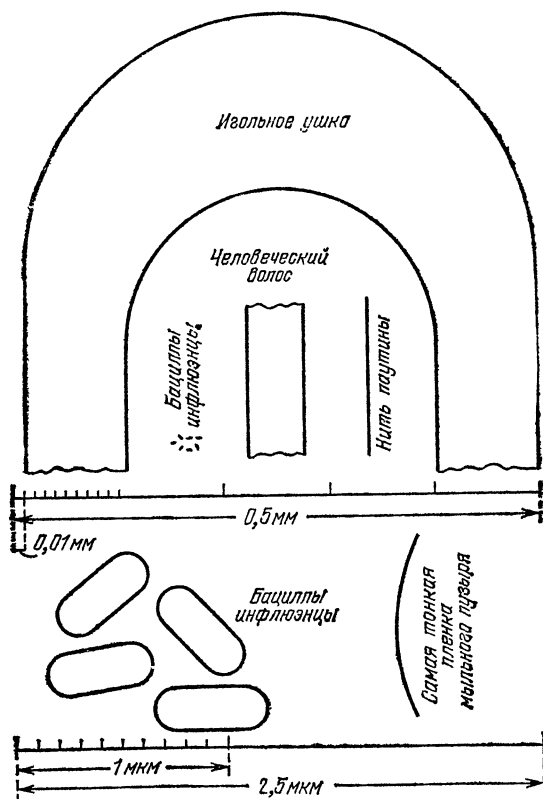 Игольное ушка
Человеческий
волос
Бациллы
инфлюэнцы
Нить паутины
0,5мм
0,01мм
Бациллы
инфлюэнцы
Самая тонкая
пленка
мыльного пузыря
1мкм
2,5мкм